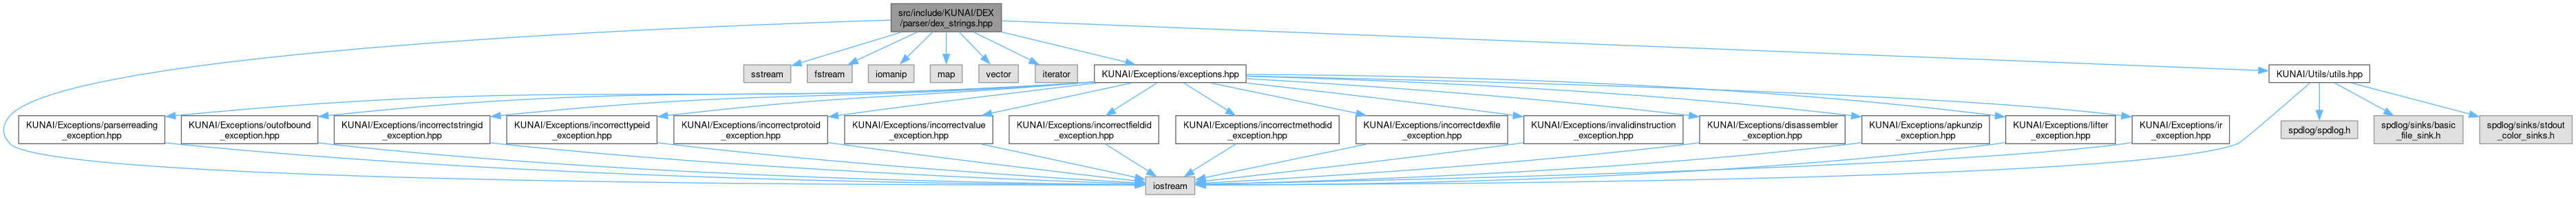 src/include/KUNAI/DEX
/parser/dex_strings.hpp
sstream
fstream
iomanip
map
vector
iterator
KUNAI/Exceptions/exceptions.hpp
KUNAI/Utils/utils.hpp
KUNAI/Exceptions/parserreading
_exception.hpp
KUNAI/Exceptions/outofbound
_exception.hpp
KUNAI/Exceptions/incorrectstringid
_exception.hpp
KUNAI/Exceptions/incorrecttypeid
_exception.hpp
KUNAI/Exceptions/incorrectprotoid
_exception.hpp
KUNAI/Exceptions/incorrectvalue
_exception.hpp
KUNAI/Exceptions/incorrectfieldid
_exception.hpp
KUNAI/Exceptions/incorrectmethodid
_exception.hpp
KUNAI/Exceptions/incorrectdexfile
_exception.hpp
KUNAI/Exceptions/invalidinstruction
_exception.hpp
KUNAI/Exceptions/disassembler
_exception.hpp
KUNAI/Exceptions/apkunzip
_exception.hpp
KUNAI/Exceptions/lifter
_exception.hpp
KUNAI/Exceptions/ir
_exception.hpp
spdlog/spdlog.h
spdlog/sinks/basic
_file_sink.h
spdlog/sinks/stdout
_color_sinks.h
iostream